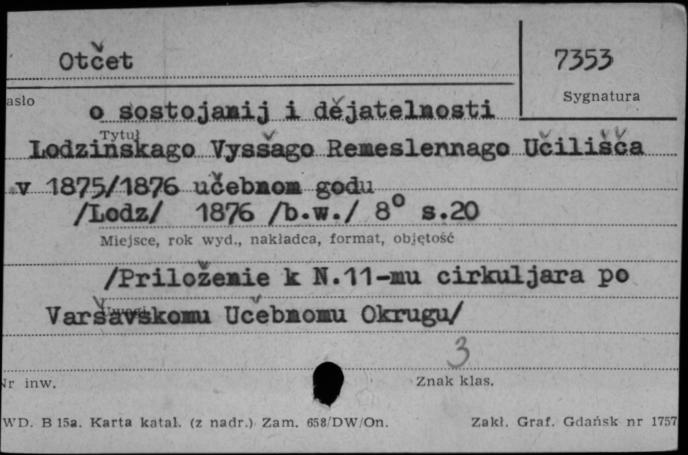 Otčet
7353
asło
Sygnatura
o sostojanij i dějatelnosti
Tytuł
Lodzinskago Vysšago Remeslennago Učilišča
v 1875/1876 učebnom godu
/Lodz/ 1876 /b.w./ 8° s.20
Miejsce, rok wyd., nakładca, format, objętość
/Priloženie k N.11-mu cirkuljara po
Varšavskomu Učebnomu Okrugu/
3
Nr inw.
Znak klas.
WD. B 15a. Karta katal. (z nadr.) Zam. 658/DW/On.
Zakł. Graf. Gdańsk nr 1757